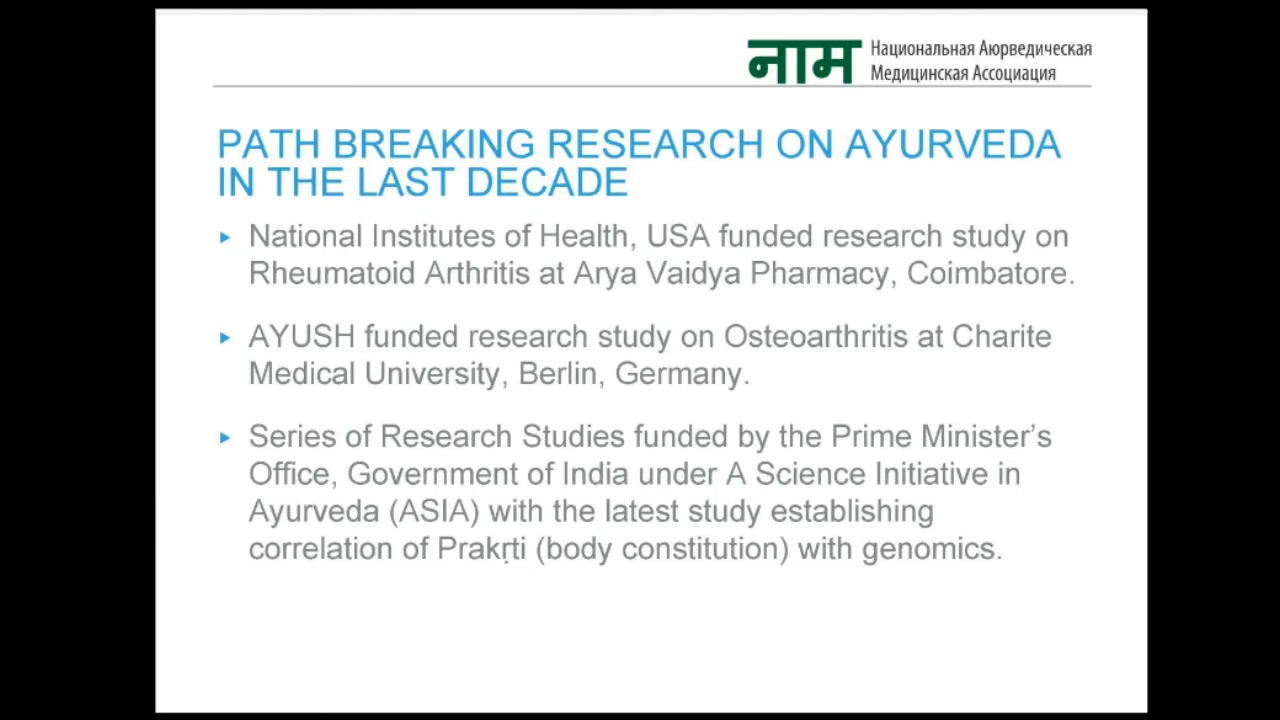 नाम
Национальная Аюрведическая
Медицинская Ассоциация
PATH BREAKING RESEARCH ON AYURVEDA
IN THE LAST DECADE
▸ National Institutes of Health, USA funded research study on
Rheumatoid Arthritis at Arya Vaidya Pharmacy, Coimbatore.
▸ AYUSH funded research study on Osteoarthritis at Charite
Medical University, Berlin, Germany.
▸ Series of Research Studies funded by the Prime Minister’s
Office, Government of India under A Science Initiative in
Ayurveda (ASIA) with the latest study establishing
correlation of Prakṛti (body constitution) with genomics.